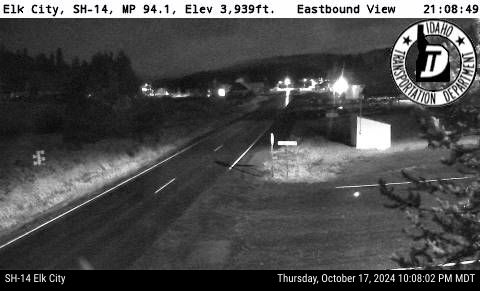 Elk City, SH-14, MP 94.1, Elev 3,939ft. Eastbound View 21:08:49
IDAHO
TRANSPORTATION DEPARTMENT
SH-14 Elk City Thursday, October 17, 2024 10:08:02 PM MDT